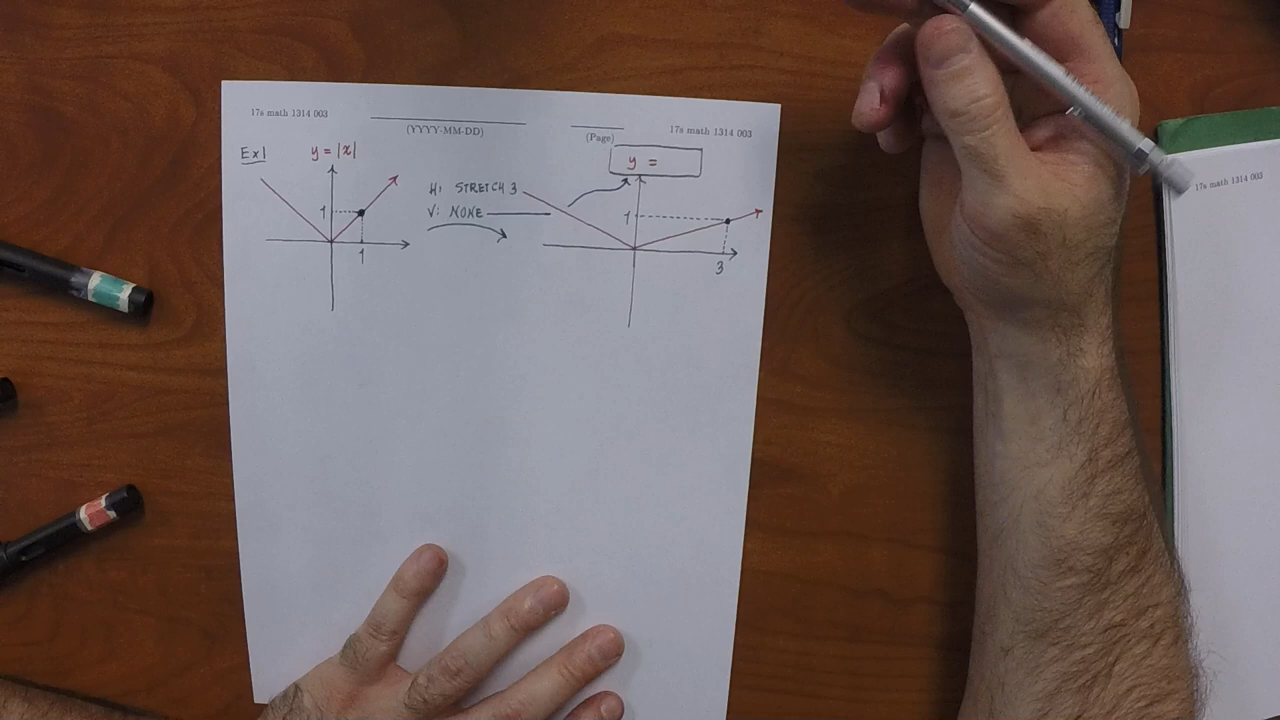 17s math 1314 003
(YYYY-MM-DD)
(Page)
17s math 1314 003
Ex1
y = |x|
1
1
H: STRETCH 3
V: NONE
y =
1
3
17s math 1314 003